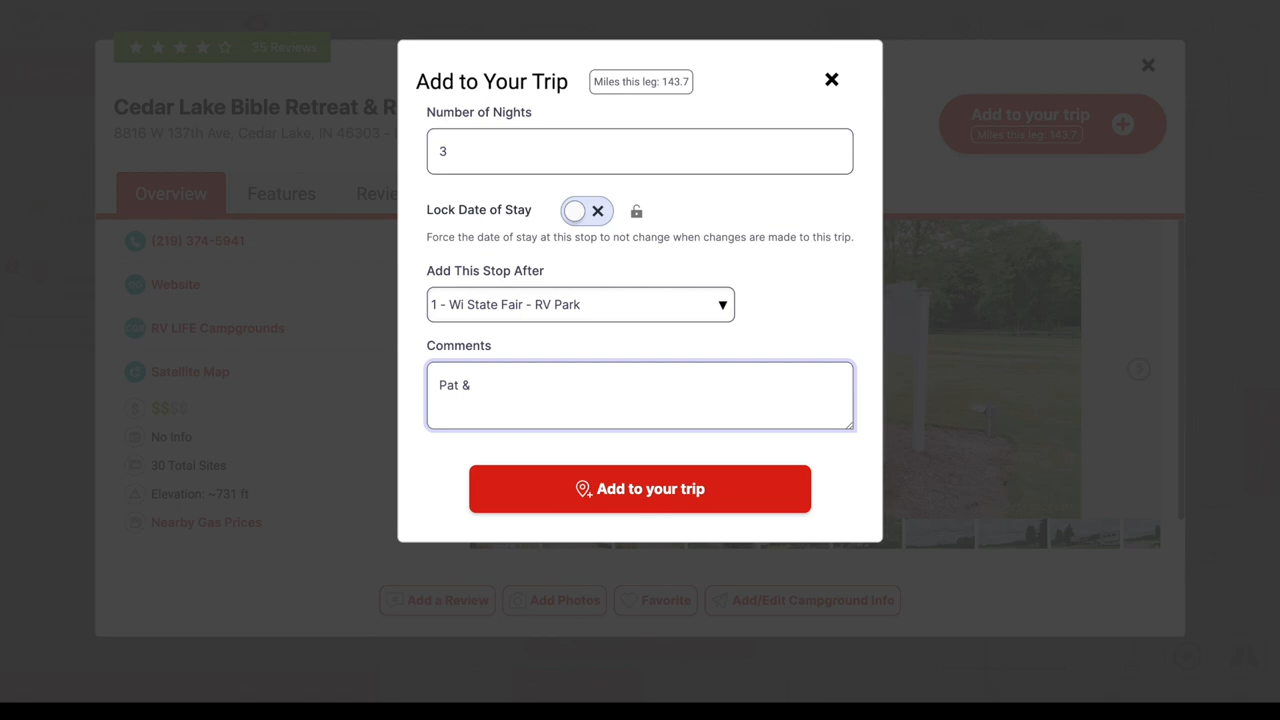 35 Reviews
Cedar Lake Bible Retreat & R
8816 W 137th Ave, Cedar Lake, IN 46303 -
Add to your trip
Miles this leg: 143.7
Overview
Features
Revie
(219) 374-5941
Website
RV LIFE Campgrounds
Satellite Map
$$$$
No Info
30 Total Sites
Elevation: ~731 ft
Nearby Gas Prices
Add a Review
Add Photos
Favorite
Add/Edit Campground Info
Add to Your Trip
Miles this leg: 143.7
Number of Nights
3
Lock Date of Stay
Force the date of stay at this stop to not change when changes are made to this trip.
Add This Stop After
1 - Wi State Fair - RV Park
Comments
Pat &
Add to your trip